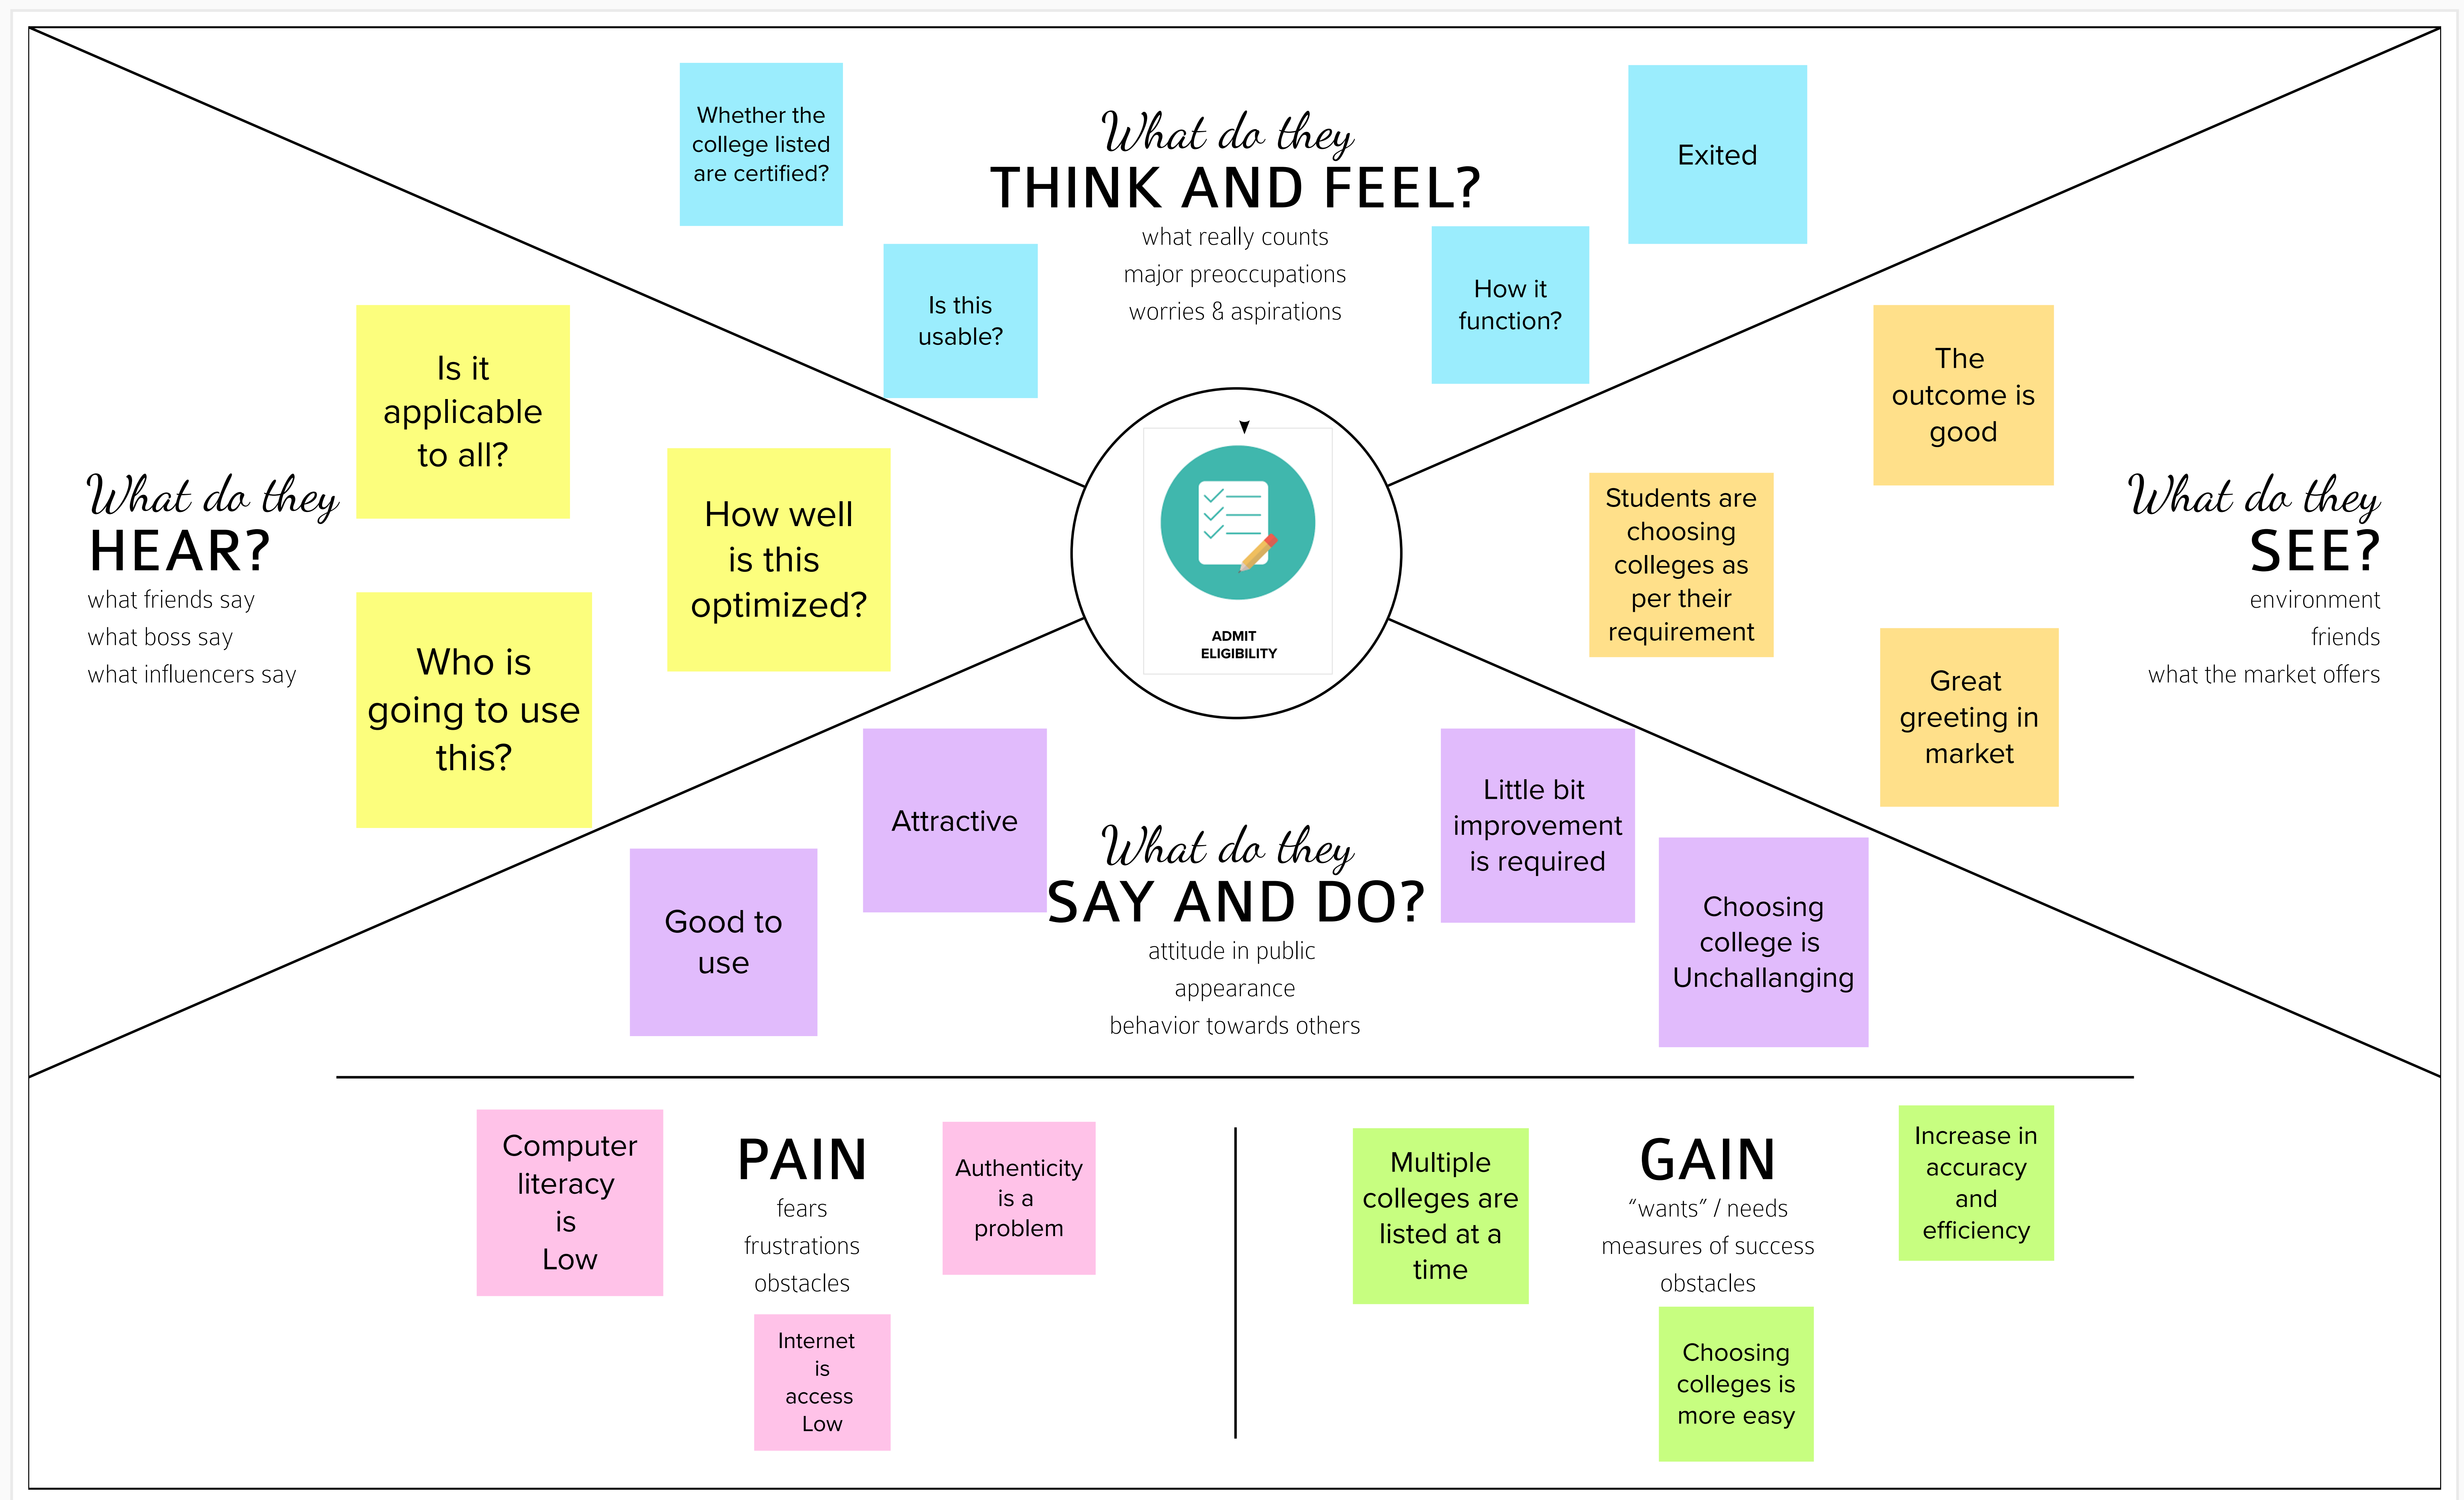 Whether the
college listed
are certified?
Is this
usable?
What do they
THINK AND FEEL?
what really counts
major preoccupations
worries & aspirations
How it
function?
Exited
What do they
HEAR?
what friends say
what boss say
what influencers say
Is it
applicable
to all?
How well
is this
optimized?
Who is
going to use
this?
ADMIT
ELIGIBILITY
The
outcome is
good
Students are
choosing
colleges as
per their
requirement
Great
greeting in
market
What do they
SEE?
environment
friends
what the market offers
Attractive
Good to
use
What do they
SAY AND DO?
attitude in public
appearance
behavior towards others
Little bit
improvement
is required
Choosing
college is
Unchallanging
Computer
literacy
is
Low
PAIN
fears
frustrations
obstacles
Authenticity
is a
problem
Internet
is
access
Low
Multiple
colleges are
listed at a
time
GAIN
“wants” / needs
measures of success
obstacles
Increase in
accuracy
and
efficiency
Choosing
colleges is
more easy